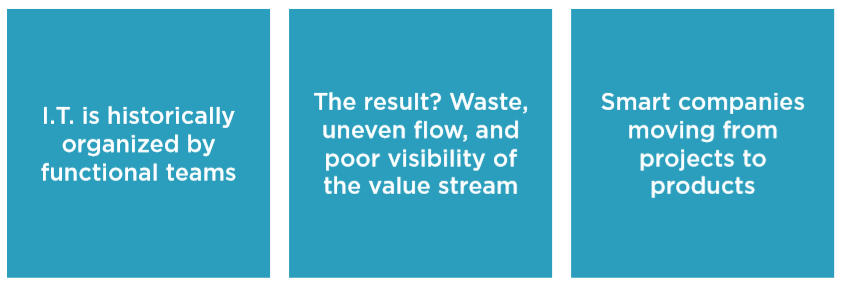 I.T. is historically
organized by
functional teams
The result? Waste,
uneven flow, and
poor visibility of
the value stream
Smart companies
moving from
projects to
products